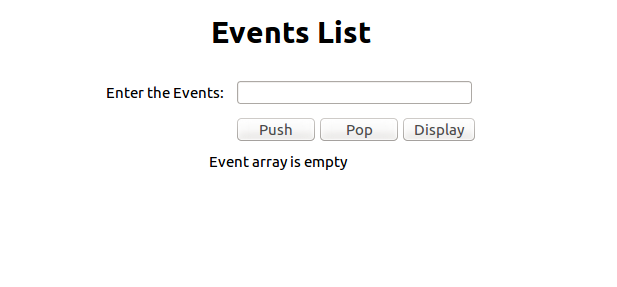 Events List
Enter the Events:
Push Pop Display
Event array is empty